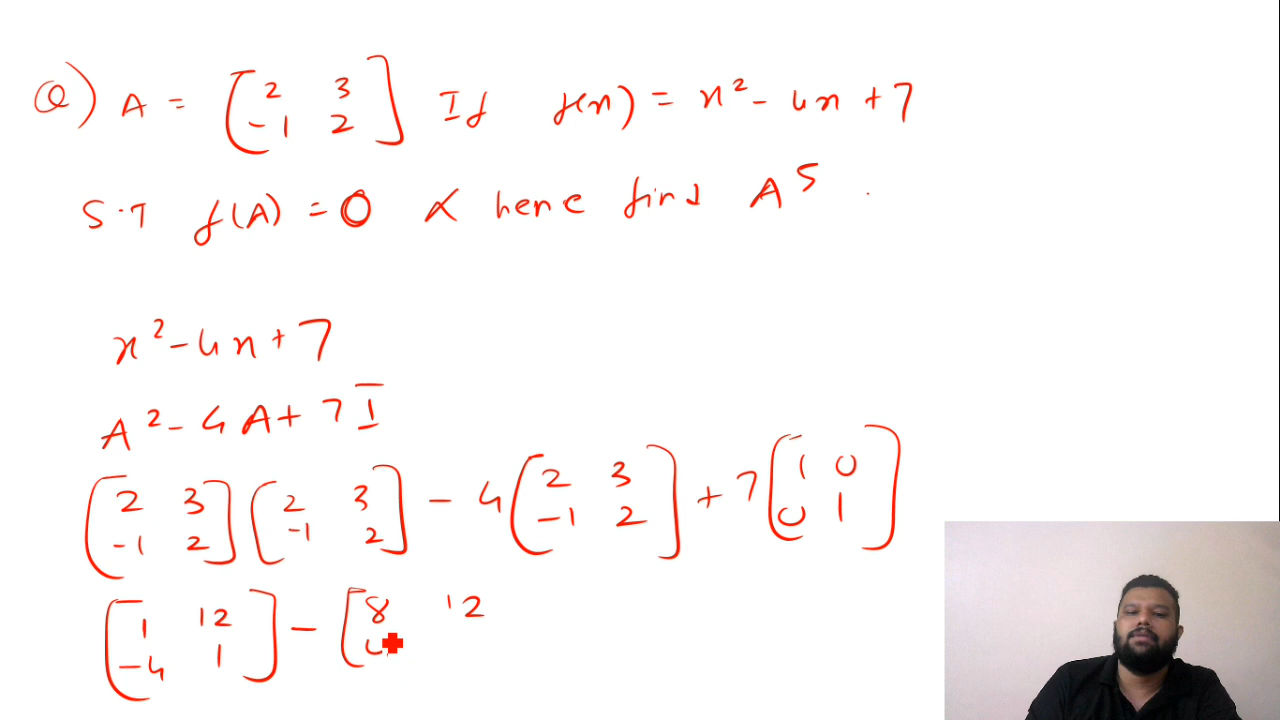 Q) A = [2 3; -1 2] If f(x) = x² - 4x + 7
S.T f(A) = 0 & hence find A⁵ .
x² - 4x + 7
A² - 4A + 7I
[2 3; -1 2] [2 3; -1 2] - 4 [2 3; -1 2] + 7 [1 0; 0 1]
[1 12; -4 1] - [8 12